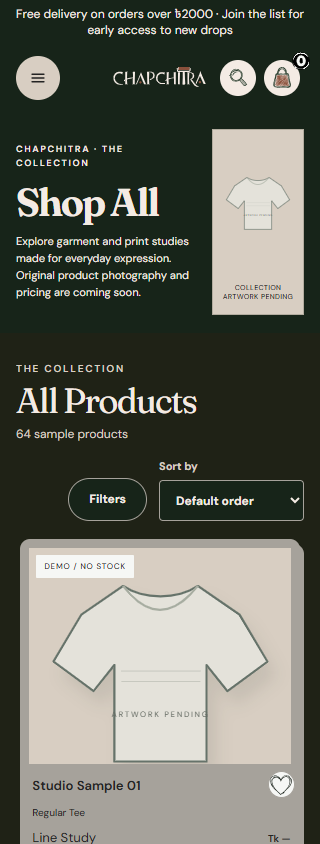 Free delivery on orders over ৳2000 · Join the list for
early access to new drops
CHAPCHITRA
0
CHAPCHITRA · THE
COLLECTION
Shop All
Explore garment and print studies
made for everyday expression.
Original product photography and
pricing are coming soon.
COLLECTION
ARTWORK PENDING
THE COLLECTION
All Products
64 sample products
Sort by
Filters
Default order
DEMO / NO STOCK
ARTWORK PENDING
Studio Sample 01
Regular Tee
Line Study
Tk —